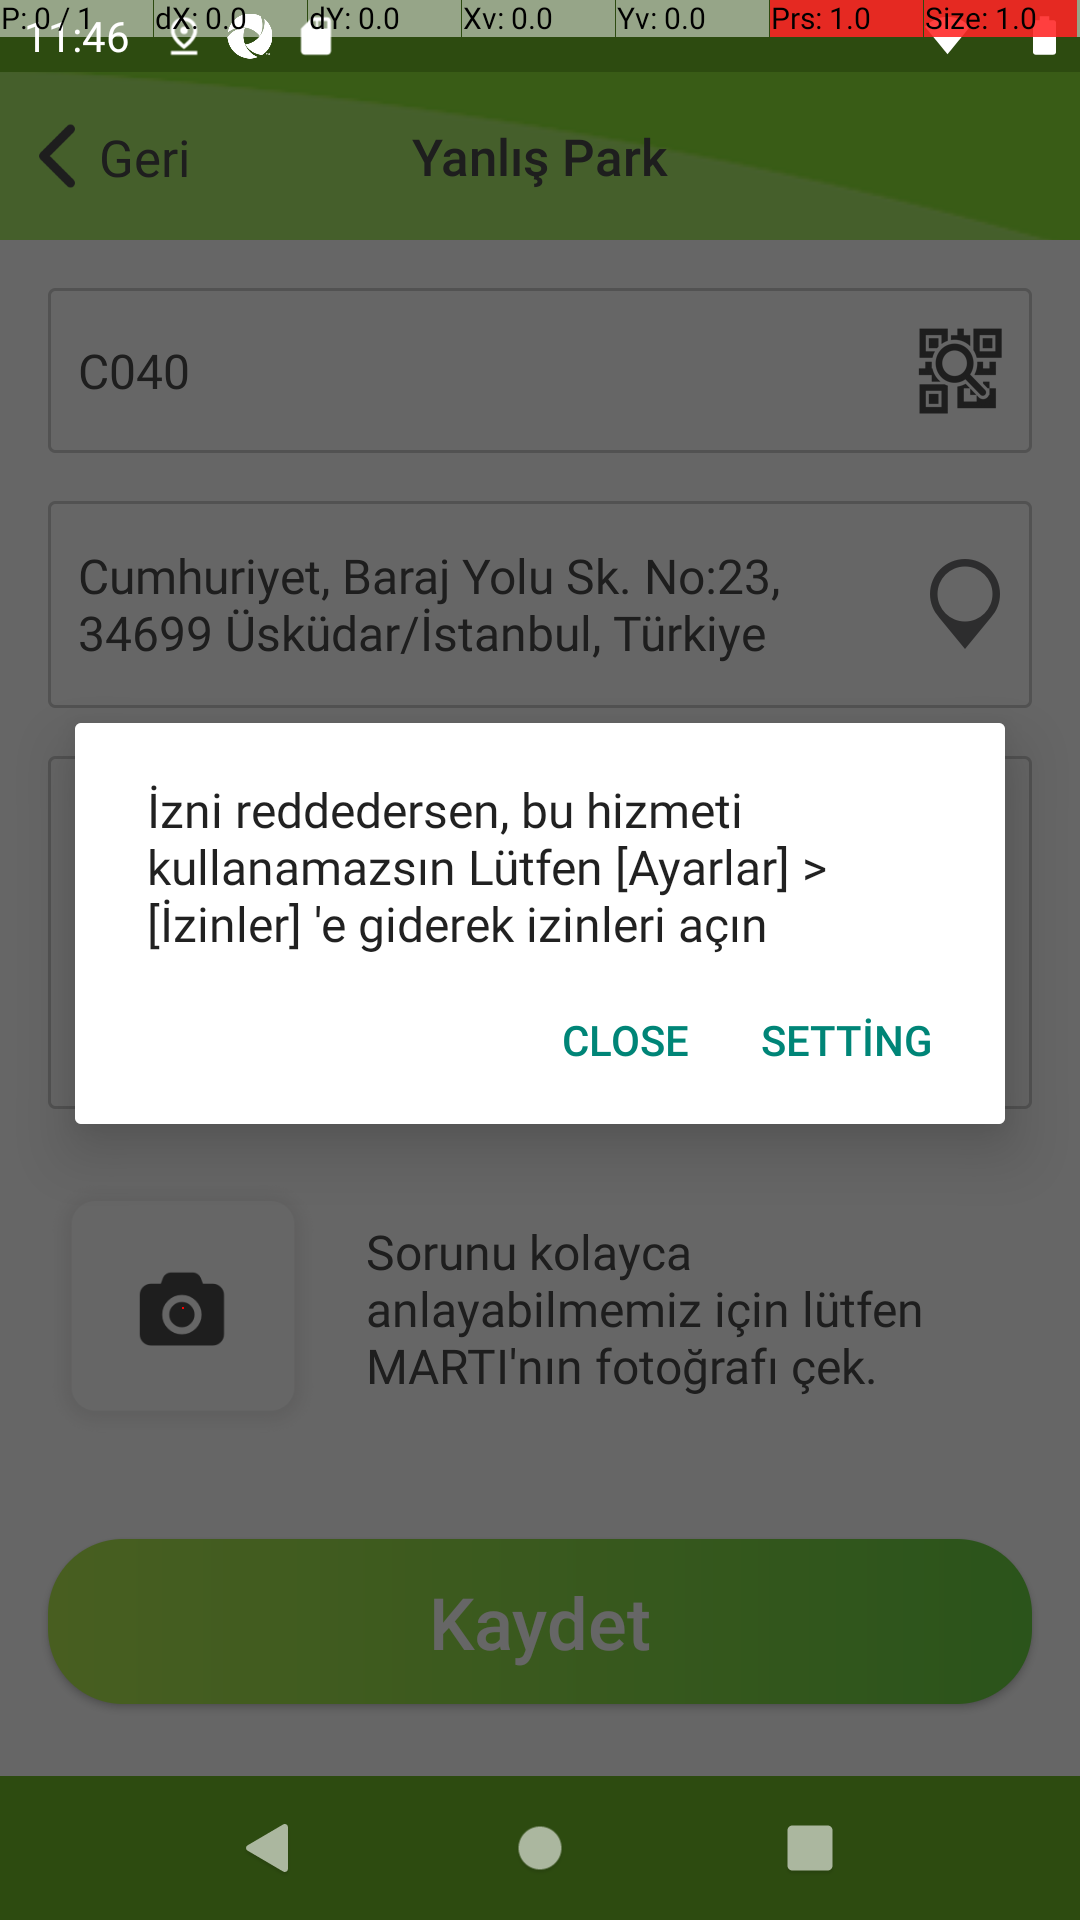 P: 0 / 1 dX: 0.0 dY: 0.0 Xv: 0.0 Yv: 0.0 Prs: 1.0 Size: 1.0
11:46
Geri
Yanlış Park
C040
Cumhuriyet, Baraj Yolu Sk. No:23,
34699 Üsküdar/İstanbul, Türkiye
İzni reddedersen, bu hizmeti
kullanamazsın Lütfen [Ayarlar] >
[İzinler] 'e giderek izinleri açın
CLOSE SETTİNG
Sorunu kolayca
anlayabilmemiz için lütfen
MARTI'nın fotoğrafı çek.
Kaydet